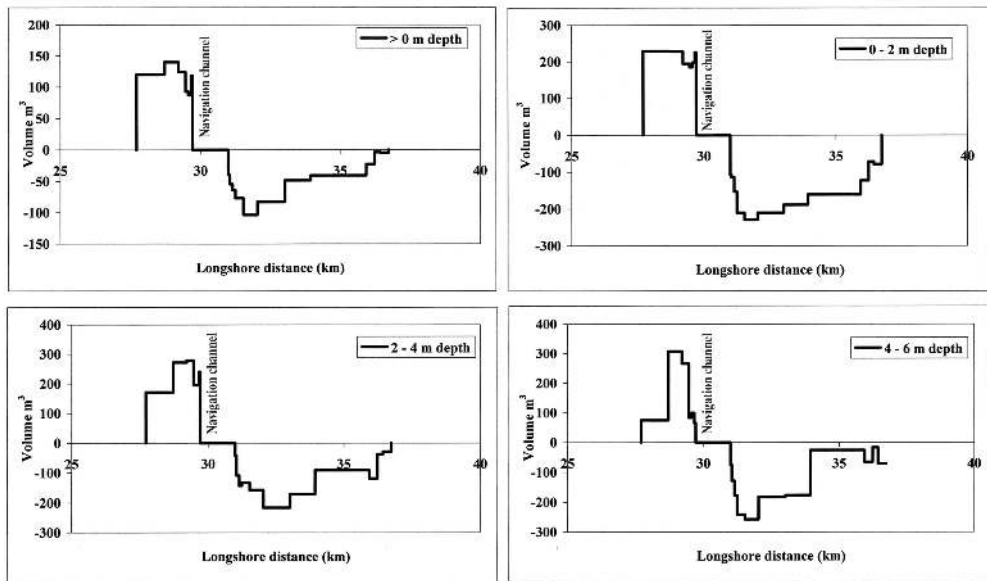 200
150
100
50
0
-50
-100
-150
25
30
35
40
Volume m³
Navigation channel
> 0 m depth
Longshore distance (km)
300
200
100
0
-100
-200
-300
25
30
35
40
Volume m³
Navigation channel
0 - 2 m depth
Longshore distance (km)
400
300
200
100
0
-100
-200
-300
25
30
35
40
Volume m³
Navigation channel
2 - 4 m depth
Longshore distance (km)
400
300
200
100
0
-100
-200
-300
25
30
35
40
Volume m³
Navigation channel
4 - 6 m depth
Longshore distance (km)